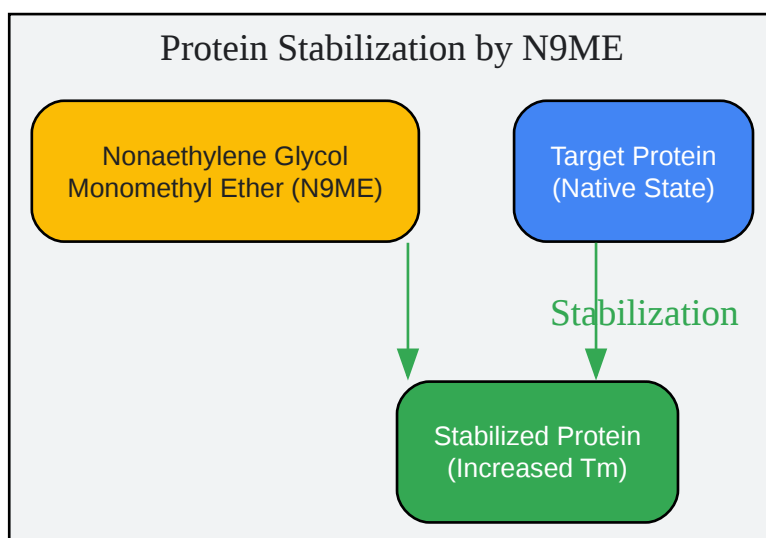 Protein Stabilization by N9ME
Nonaethylene Glycol
Monomethyl Ether (N9ME)
Target Protein
(Native State)
Stabilization
Stabilized Protein
(Increased Tm)